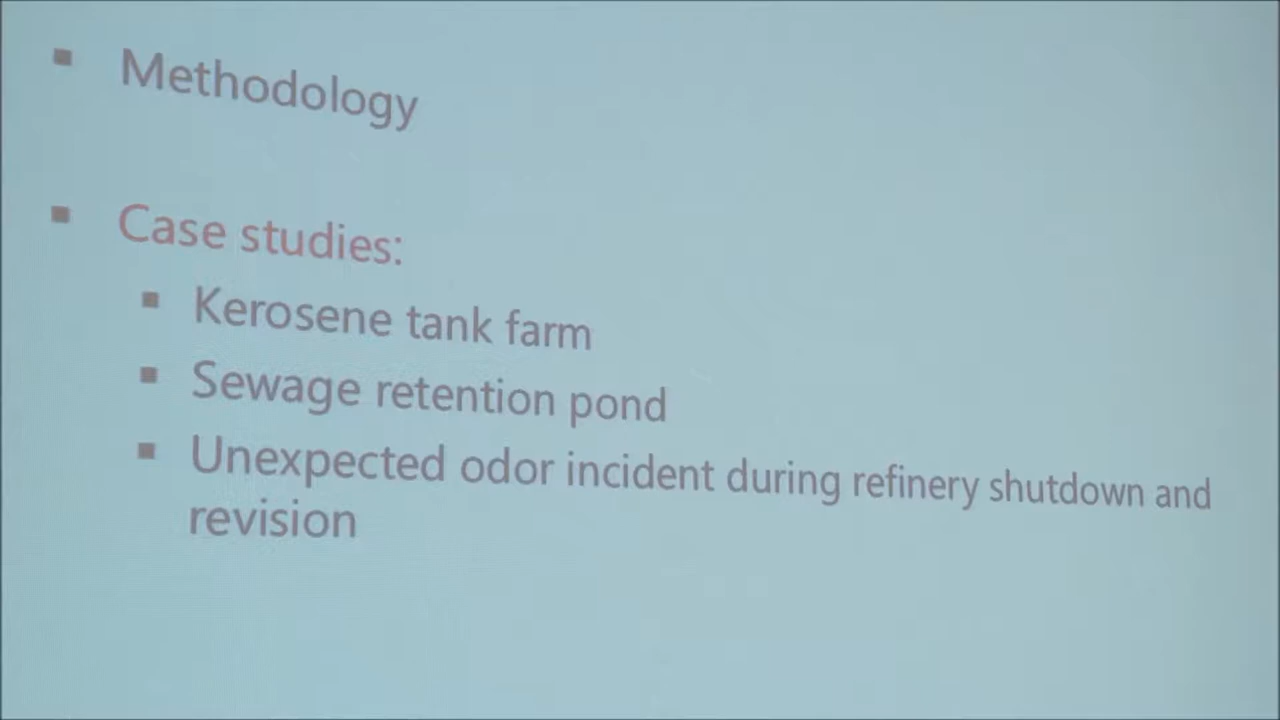 ▪ Methodology
▪ Case studies:
▪ Kerosene tank farm
▪ Sewage retention pond
▪ Unexpected odor incident during refinery shutdown and
revision